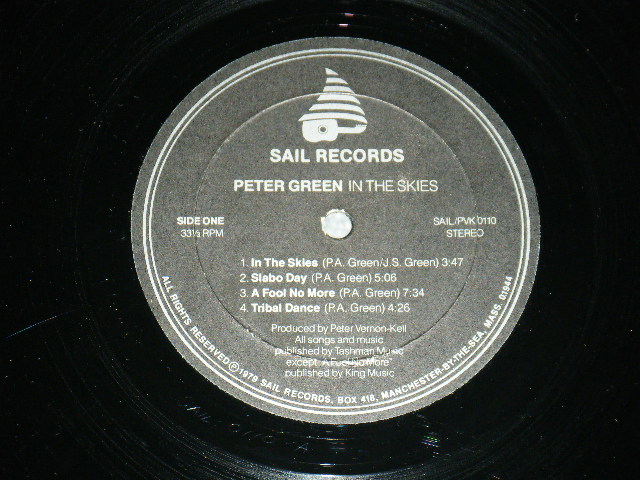 SAIL RECORDS
PETER GREEN IN THE SKIES
SIDE ONE
33⅓ RPM
SAIL/PVK 0110
STEREO
1. In The Skies (P.A. Green/J.S. Green) 3:47
2. Slabo Day (P.A. Green) 5:06
3. A Fool No More (P.A. Green) 7:34
4. Tribal Dance (P.A. Green) 4:26
Produced by Peter Vernon-Kell
All songs and music
published by Tashman Music
except "A Fool No More"
published by King Music
ALL RIGHTS RESERVED ℗ 1979 SAIL RECORDS, BOX 418, MANCHESTER-BY-THE-SEA, MASS. 01944